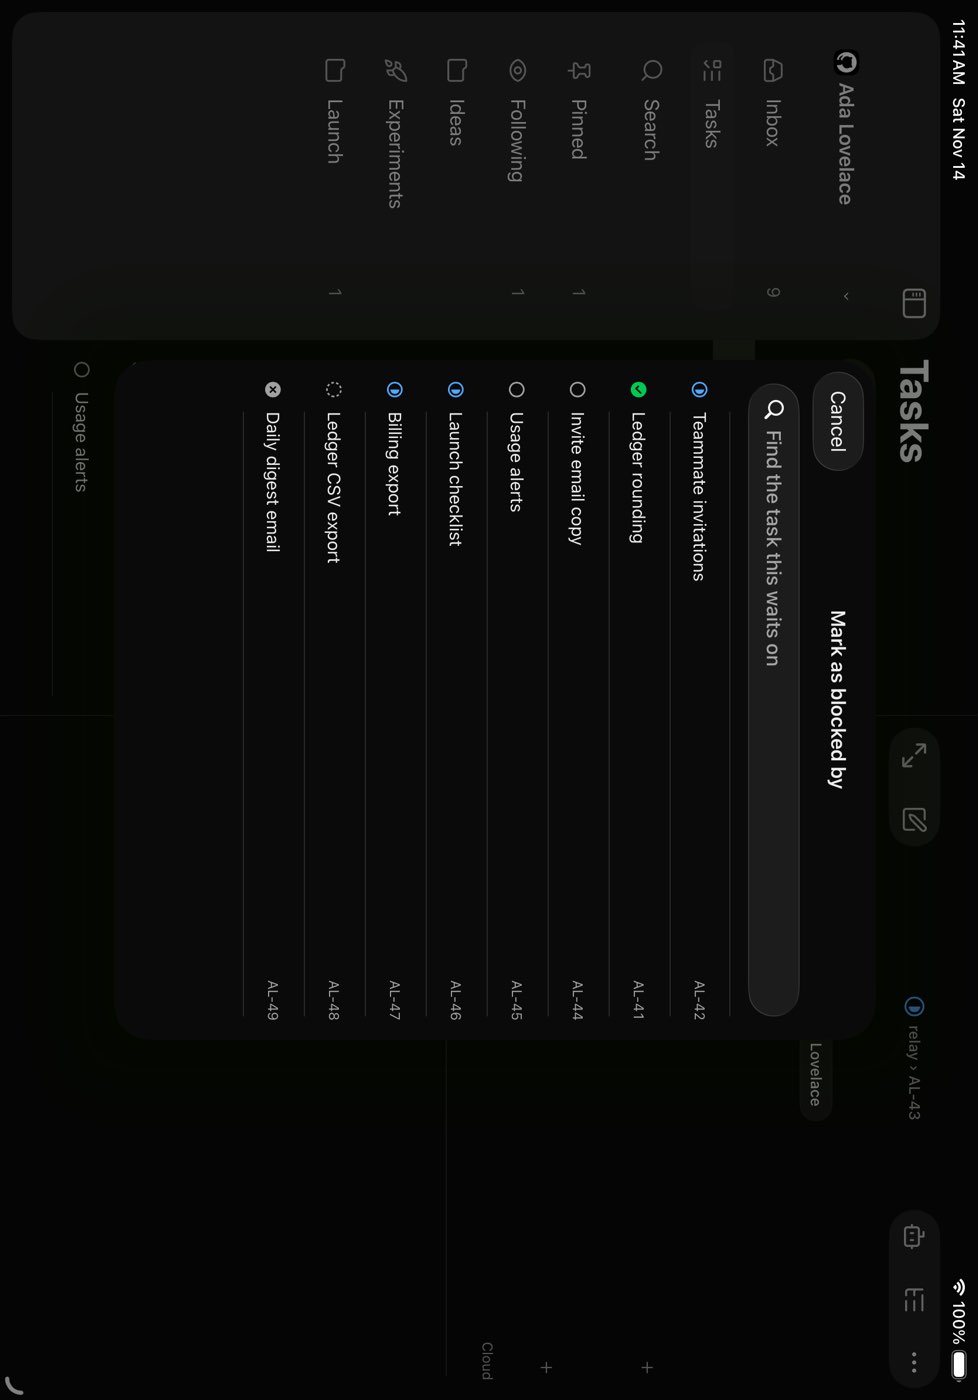 11:41 AM Sat Nov 14
100%
Tasks
relay › AL-43
Ada Lovelace
Inbox 9
Tasks
Search
Pinned 1
Following 1
Ideas
Experiments
Launch 1
Cancel
Mark as blocked by
Lovelace
Find the task this waits on
Teammate invitations AL-42
Ledger rounding AL-41
Invite email copy AL-44
Usage alerts AL-45
Launch checklist AL-46
Billing export AL-47
Ledger CSV export AL-48
Daily digest email AL-49
Cloud
Usage alerts